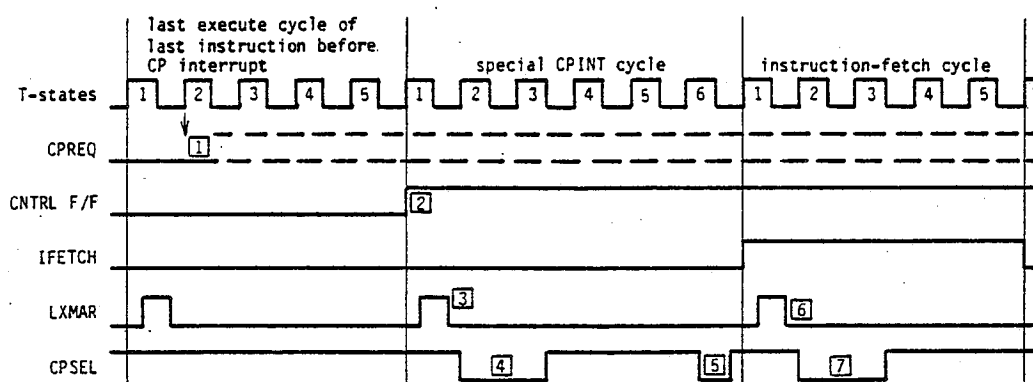 last execute cycle of
last instruction before
CP interrupt
special CPINT cycle
instruction-fetch cycle
T-states 1 2 3 4 5 1 2 3 4 5 6 1 2 3 4 5
CPREQ 1
CNTRL F/F 2
IFETCH
LXMAR 3 6
CPSEL 4 5 7